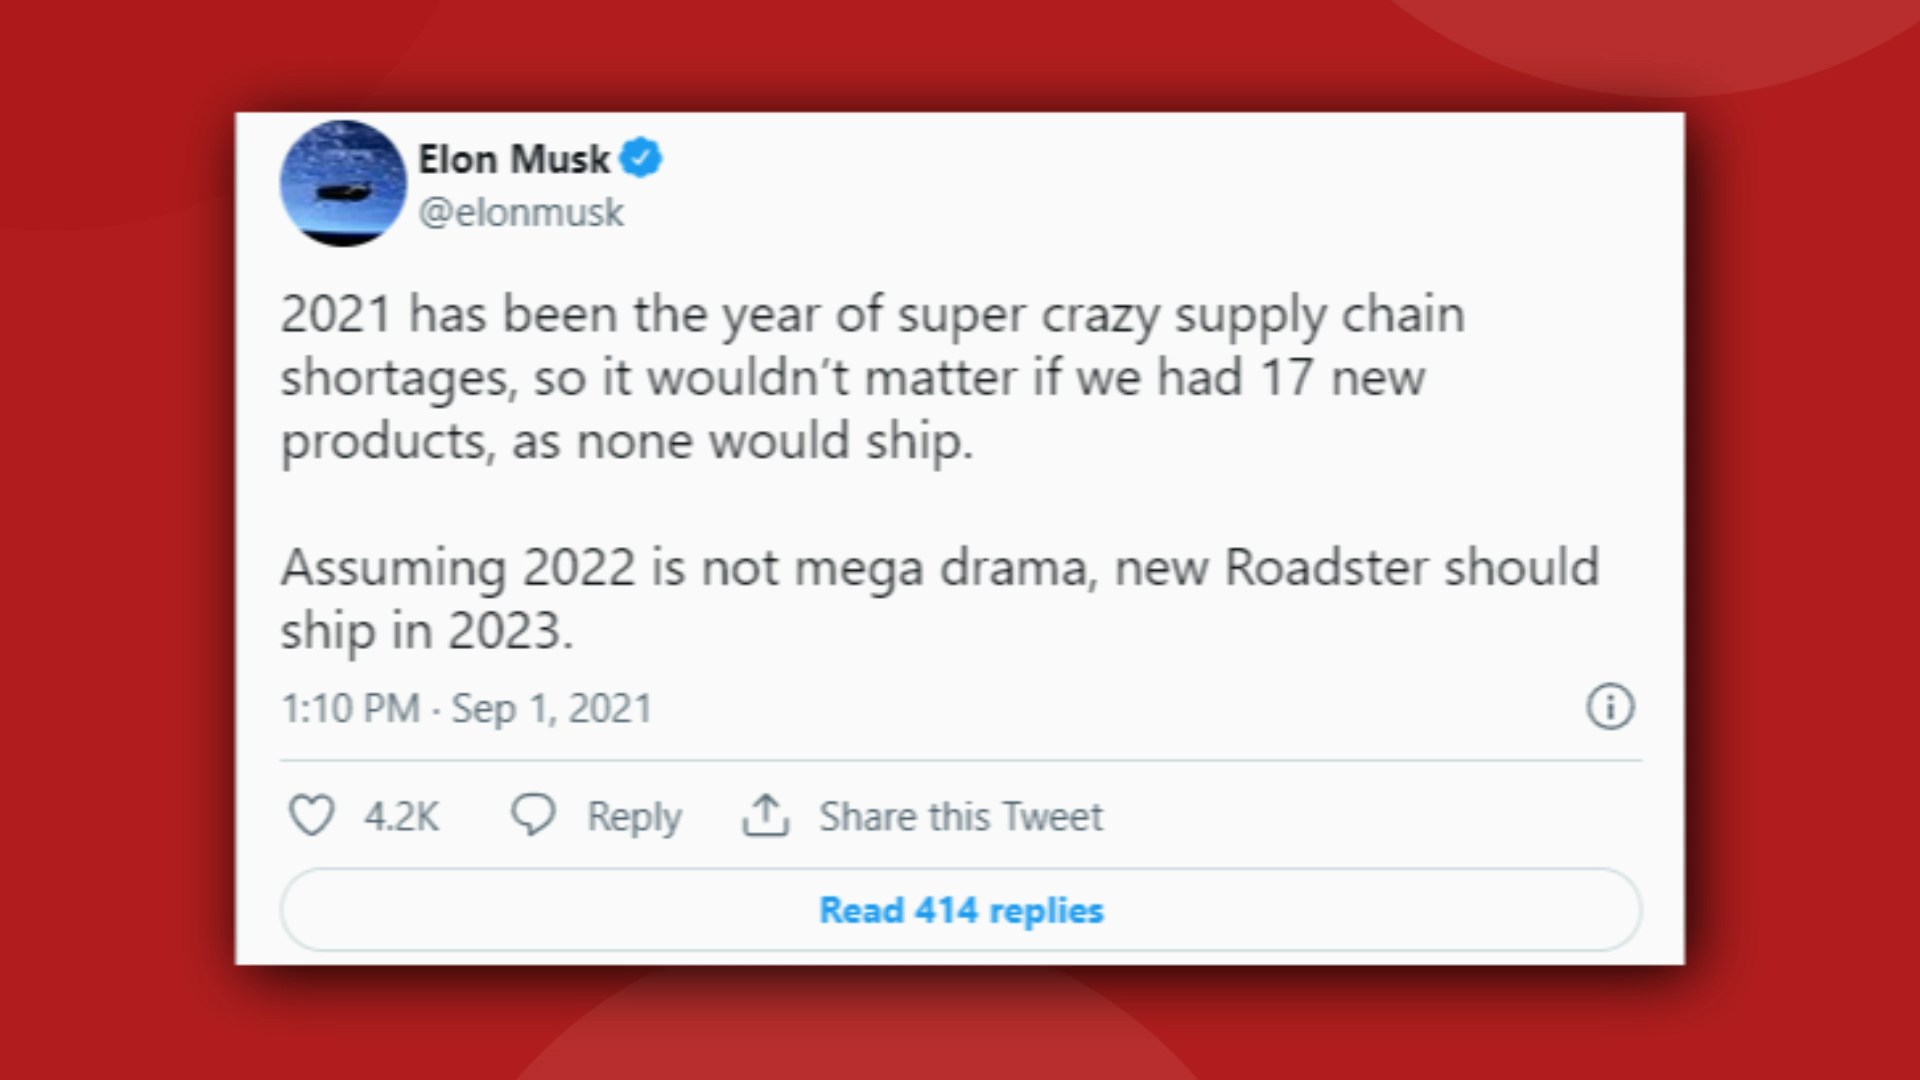 Elon Musk
@elonmusk
2021 has been the year of super crazy supply chain
shortages, so it wouldn’t matter if we had 17 new
products, as none would ship.
Assuming 2022 is not mega drama, new Roadster should
ship in 2023.
1:10 PM · Sep 1, 2021
4.2K Reply Share this Tweet
Read 414 replies